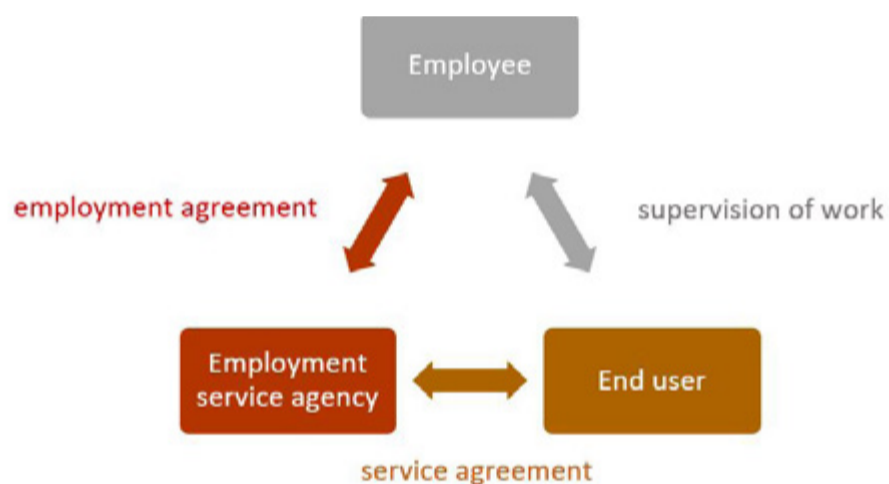 Employee
employment agreement
supervision of work
Employment
service agency
End user
service agreement